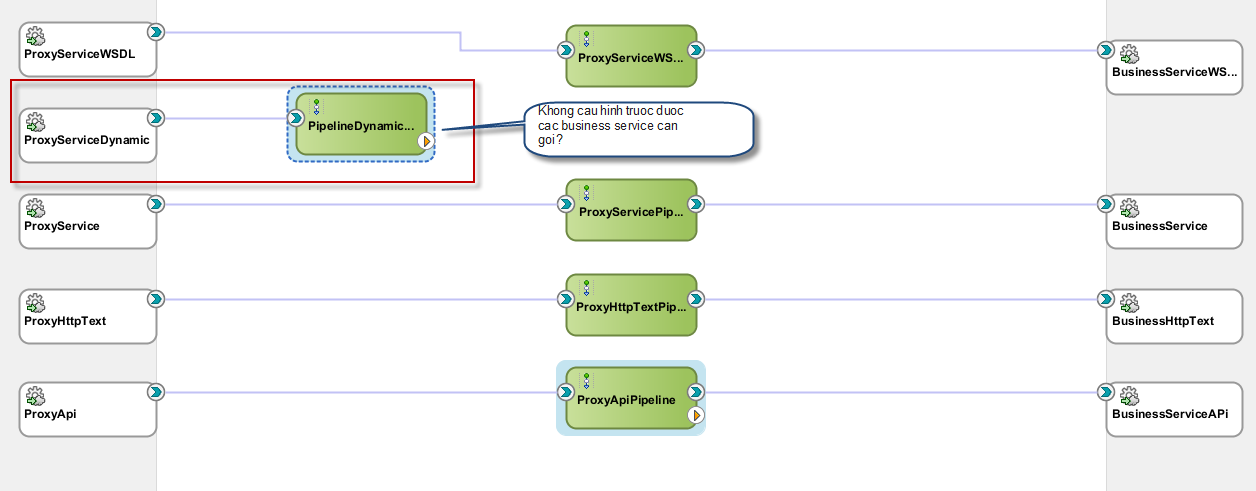 ProxyServiceWSDL
ProxyServiceWS...
BusinessServiceWS...
ProxyServiceDynamic
PipelineDynamic...
Khong cau hinh truoc duoc
cac business service can
goi?
ProxyService
ProxyServicePip...
BusinessService
ProxyHttpText
ProxyHttpTextPip...
BusinessHttpText
ProxyApi
ProxyApiPipeline
BusinessServiceAPi